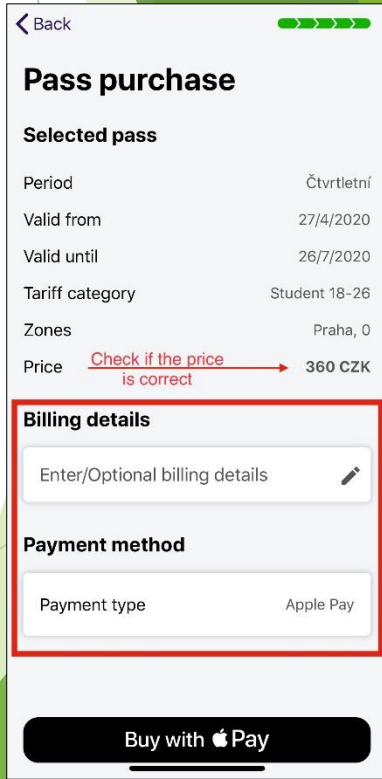 Back
Pass purchase
Selected pass
Period Čtvrtletní
Valid from 27/4/2020
Valid until 26/7/2020
Tariff category Student 18-26
Zones Praha, 0
Price Check if the price is correct 360 CZK
Billing details
Enter/Optional billing details
Payment method
Payment type Apple Pay
Buy with Pay